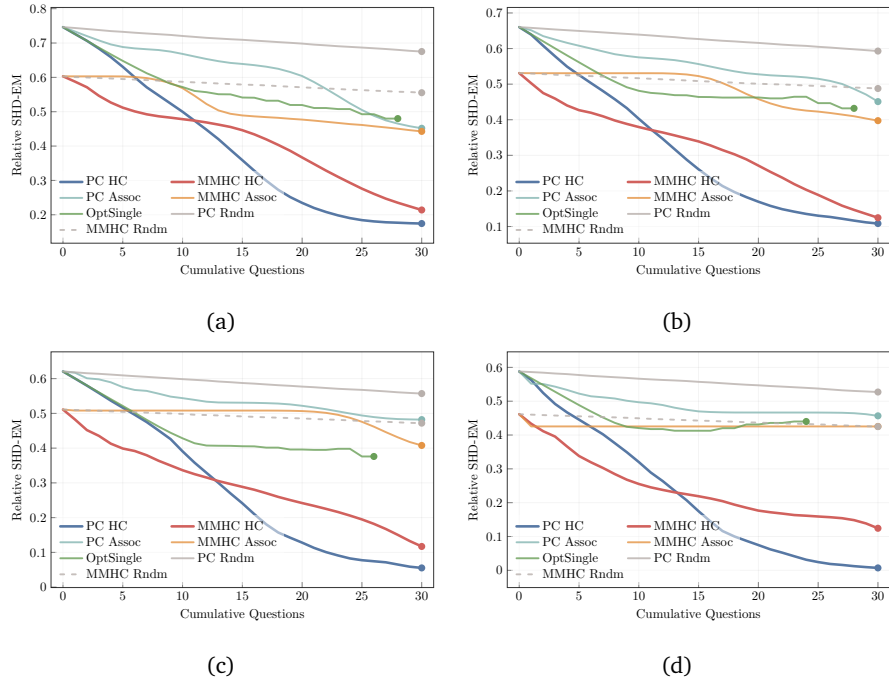 0.8
0.7
0.6
0.5
0.4
0.3
0.2
Relative SHD-EM
PC HC
MMHC HC
PC Assoc
MMHC Assoc
OptSingle
PC Rndm
MMHC Rndm
0 5 10 15 20 25 30
Cumulative Questions
(a)
0.7
0.6
0.5
0.4
0.3
0.2
0.1
Relative SHD-EM
PC HC
MMHC HC
PC Assoc
MMHC Assoc
OptSingle
PC Rndm
MMHC Rndm
0 5 10 15 20 25 30
Cumulative Questions
(b)
0.6
0.5
0.4
0.3
0.2
0.1
0
Relative SHD-EM
PC HC
MMHC HC
PC Assoc
MMHC Assoc
OptSingle
PC Rndm
MMHC Rndm
0 5 10 15 20 25 30
Cumulative Questions
(c)
0.6
0.5
0.4
0.3
0.2
0.1
0
Relative SHD-EM
PC HC
MMHC HC
PC Assoc
MMHC Assoc
OptSingle
PC Rndm
MMHC Rndm
0 5 10 15 20 25 30
Cumulative Questions
(d)